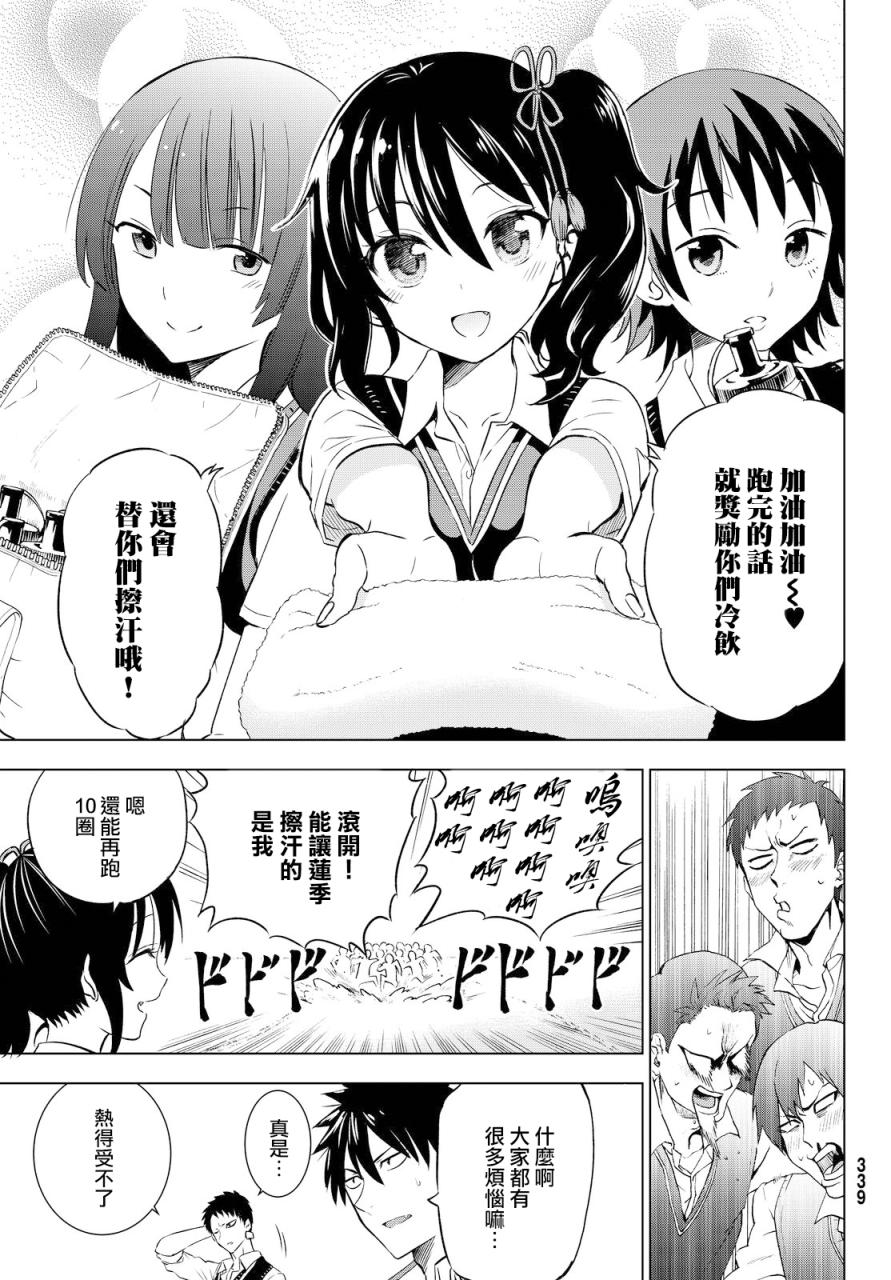 加油加油～♥
跑完的話
就獎勵你們冷飲
還會
替你們擦汗哦！
嗚噢噢
啊啊啊
啊啊啊
啊啊啊
啊
滾開！
能讓蓮季
擦汗的
是我
ドドドド
ドドド
嗯
還能再跑
10圈
什麼啊
大家都有
很多煩惱嘛…
真是…
熱得受不了
339